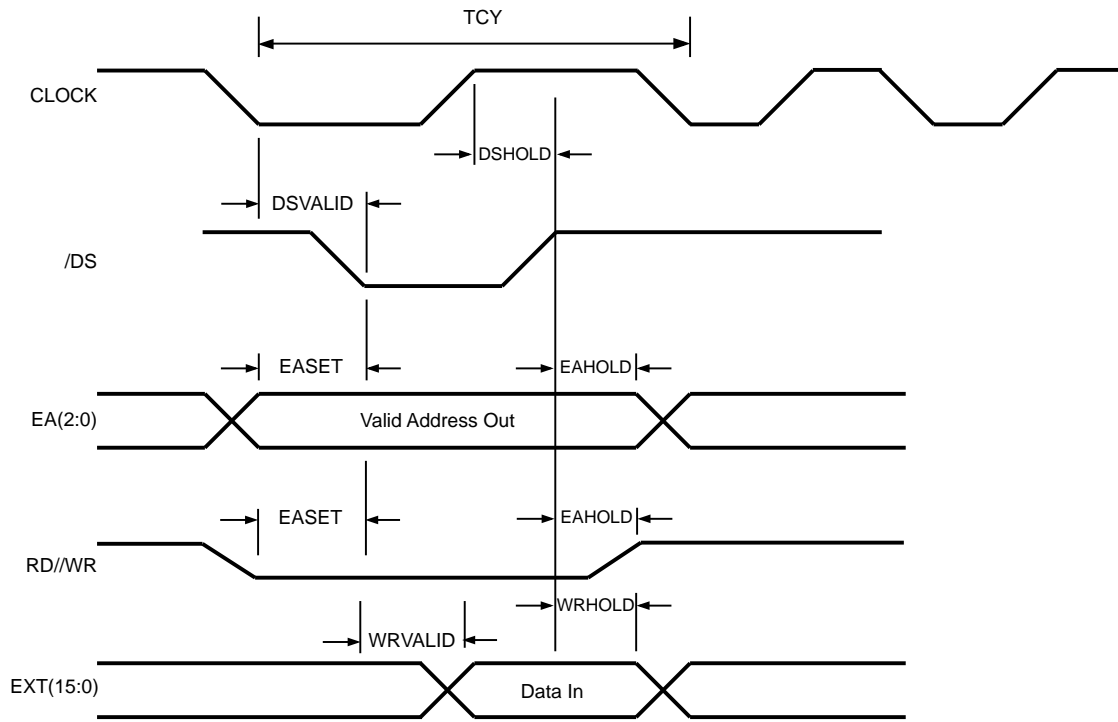 TCY
CLOCK
DSHOLD
DSVALID
/DS
EASET
EAHOLD
EA(2:0)
Valid Address Out
EASET
EAHOLD
RD//WR
WRHOLD
WRVALID
EXT(15:0)
Data In